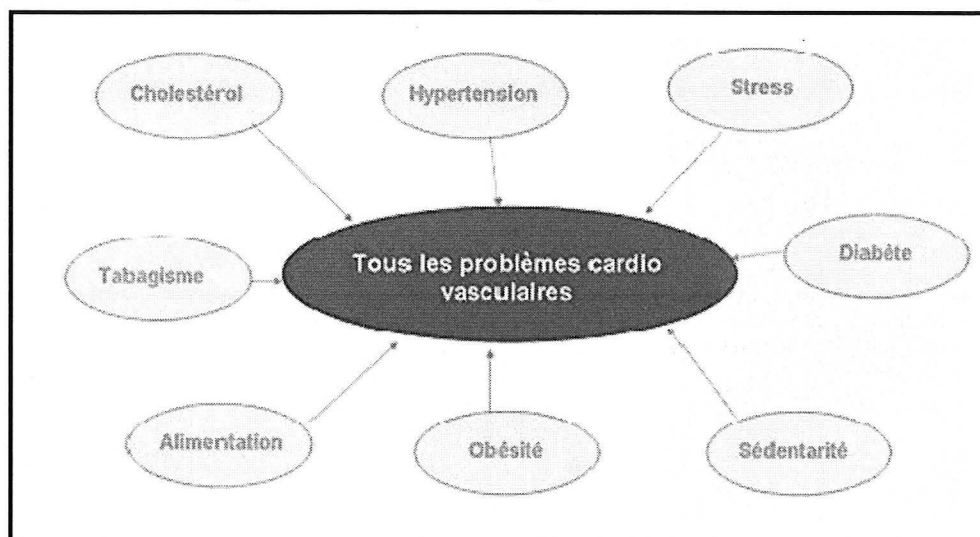 Cholestérol
Hypertension
Stress
Tabagisme
Tous les problèmes cardio
vasculaires
Diabète
Alimentation
Obésité
Sédentarité